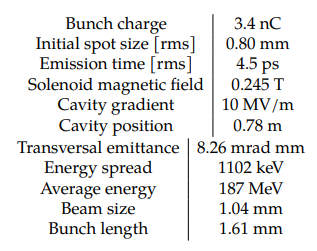 Bunch charge 3.4 nC
Initial spot size [rms] 0.80 mm
Emission time [rms] 4.5 ps
Solenoid magnetic field 0.245 T
Cavity gradient 10 MV/m
Cavity position 0.78 m
Transversal emittance 8.26 mrad mm
Energy spread 1102 keV
Average energy 187 MeV
Beam size 1.04 mm
Bunch length 1.61 mm